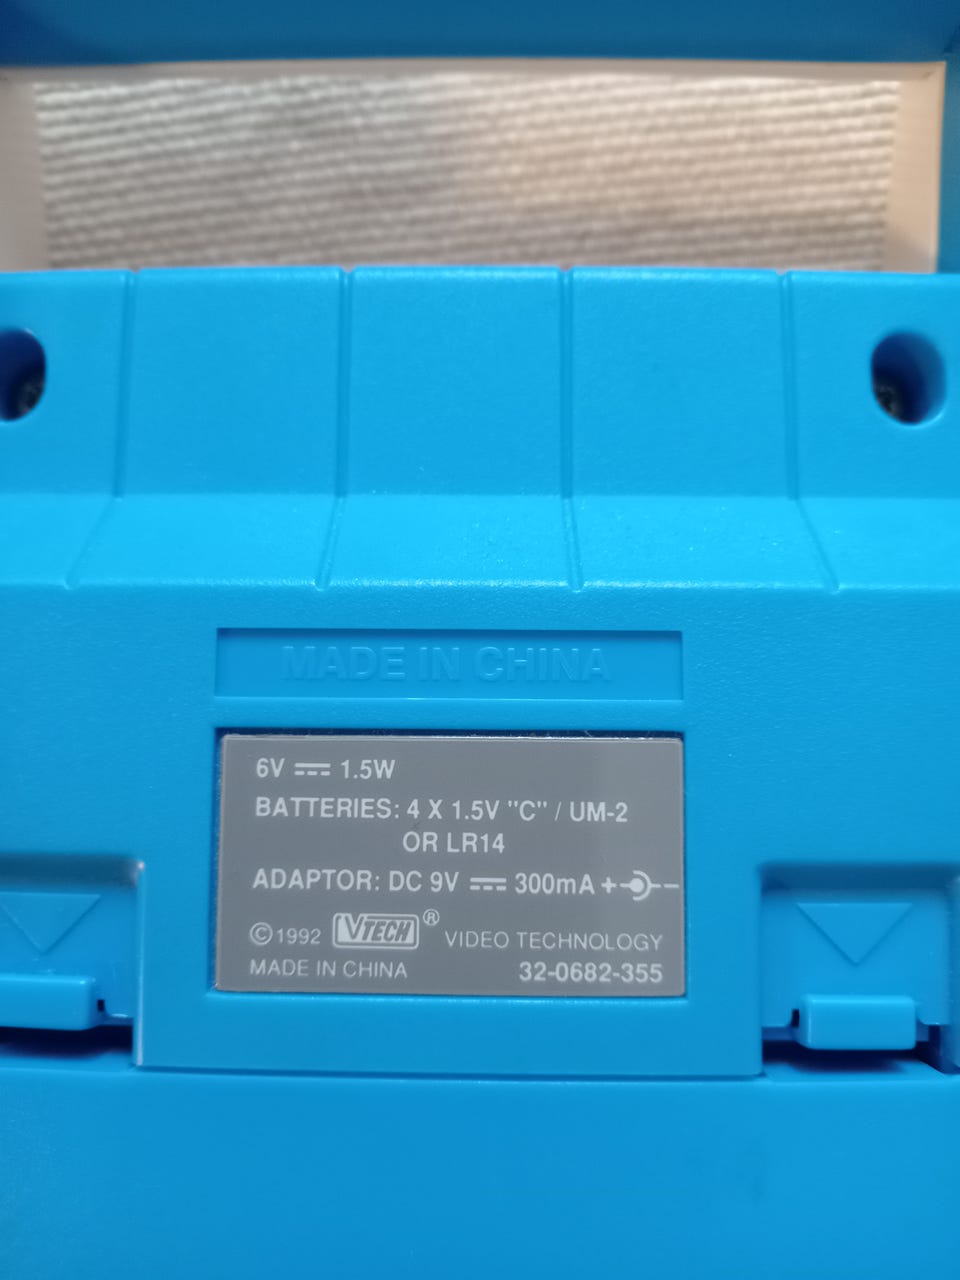 MADE IN CHINA
6V ⎓ 1.5W
BATTERIES: 4 X 1.5V "C" / UM-2
OR LR14
ADAPTOR: DC 9V ⎓ 300mA + -
©1992 VTECH® VIDEO TECHNOLOGY
MADE IN CHINA 32-0682-355